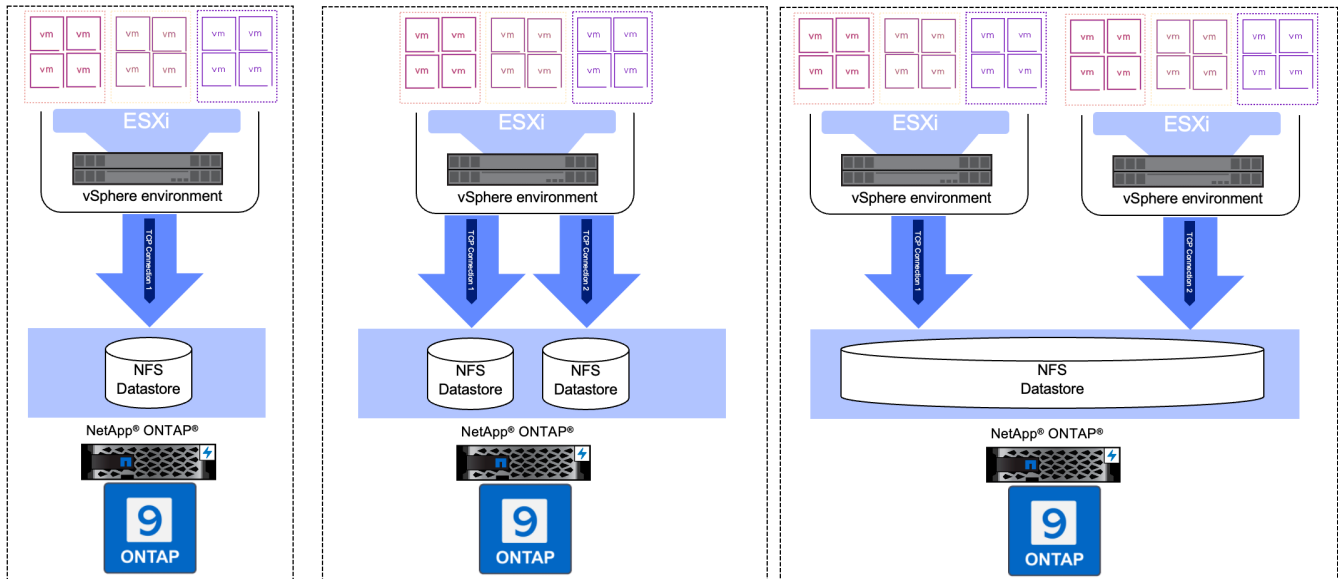 vm vm vm vm vm vm
vm vm vm vm vm vm
ESXi
vSphere environment
TCP Connection 1
NFS
Datastore
NetApp® ONTAP®
9
ONTAP
vm vm vm vm vm vm
vm vm vm vm vm vm
ESXi
vSphere environment
TCP Connection 1
TCP Connection 2
NFS
Datastore
NFS
Datastore
NetApp® ONTAP®
9
ONTAP
vm vm vm vm vm vm
vm vm vm vm vm vm
ESXi
vSphere environment
TCP Connection 1
vm vm vm vm vm vm
vm vm vm vm vm vm
ESXi
vSphere environment
TCP Connection 2
NFS
Datastore
NetApp® ONTAP®
9
ONTAP